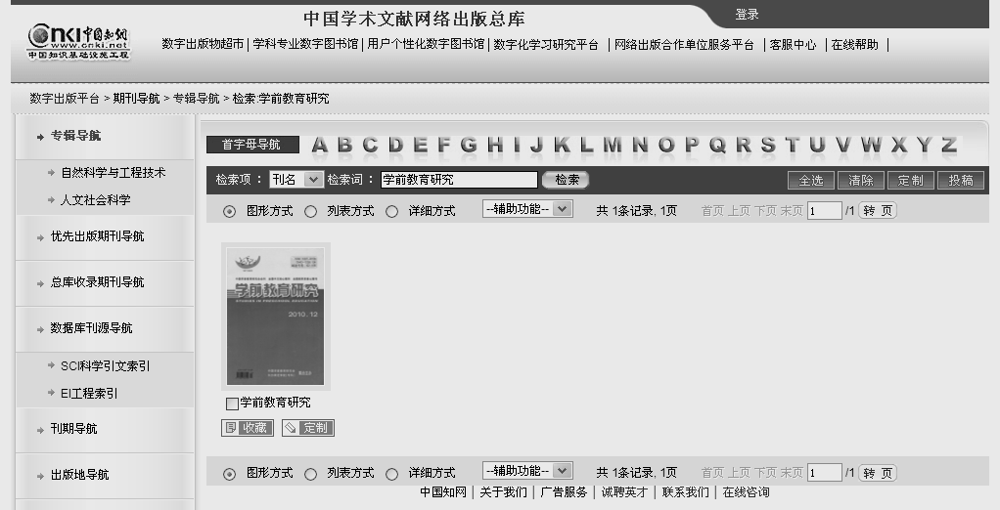 中国学术文献网络出版总库
登录
cnki中国知网
www.cnki.net
中国知识基础设施工程
数字出版物超市 | 学科专业数字图书馆 | 用户个性化数字图书馆 | 数字化学习研究平台 | 网络出版合作单位服务平台 | 客服中心 | 在线帮助 |
数字出版平台 > 期刊导航 > 专辑导航 > 检索:学前教育研究
专辑导航
自然科学与工程技术
人文社会科学
优先出版期刊导航
总库收录期刊导航
数据库刊源导航
SCI科学引文索引
EI工程索引
刊期导航
出版地导航
首字母导航 A B C D E F G H I J K L M N O P Q R S T U V W X Y Z
检索项： 刊名 检索词： 学前教育研究 检索 全选 清除 定制 投稿
图形方式 列表方式 详细方式 --辅助功能-- 共 1条记录, 1页 首页 上页 下页 末页 1 /1 转 页
学前教育研究
STUDIES IN PRESCHOOL EDUCATION
2010.12
学前教育研究
收藏 定制
图形方式 列表方式 详细方式 --辅助功能-- 共 1条记录, 1页 首页 上页 下页 末页 1 /1 转 页
中国知网 | 关于我们 | 广告服务 | 诚聘英才 | 联系我们 | 在线咨询